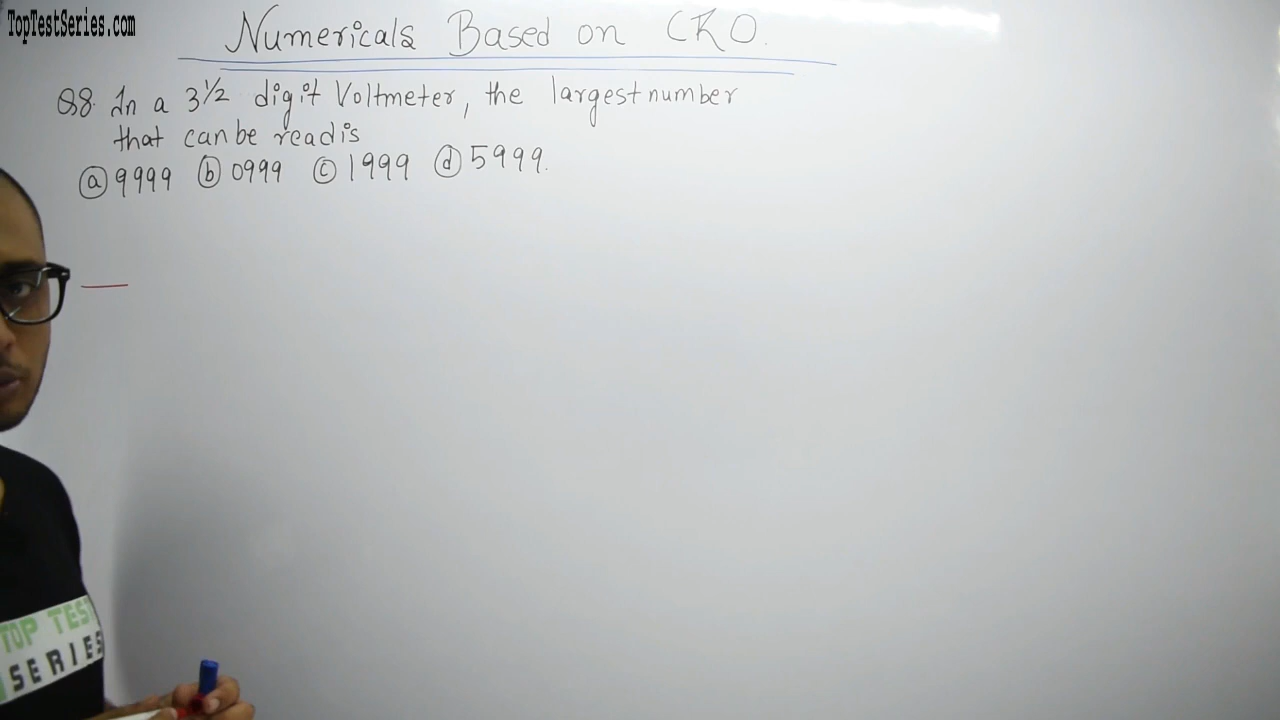 TopTestSeries.com
Numericals Based on CRO.
Q8. In a 3½ digit Voltmeter, the largest number
that can be read is
(a) 9999 (b) 0999 (c) 1999 (d) 5999.
TOP TEST
SERIES